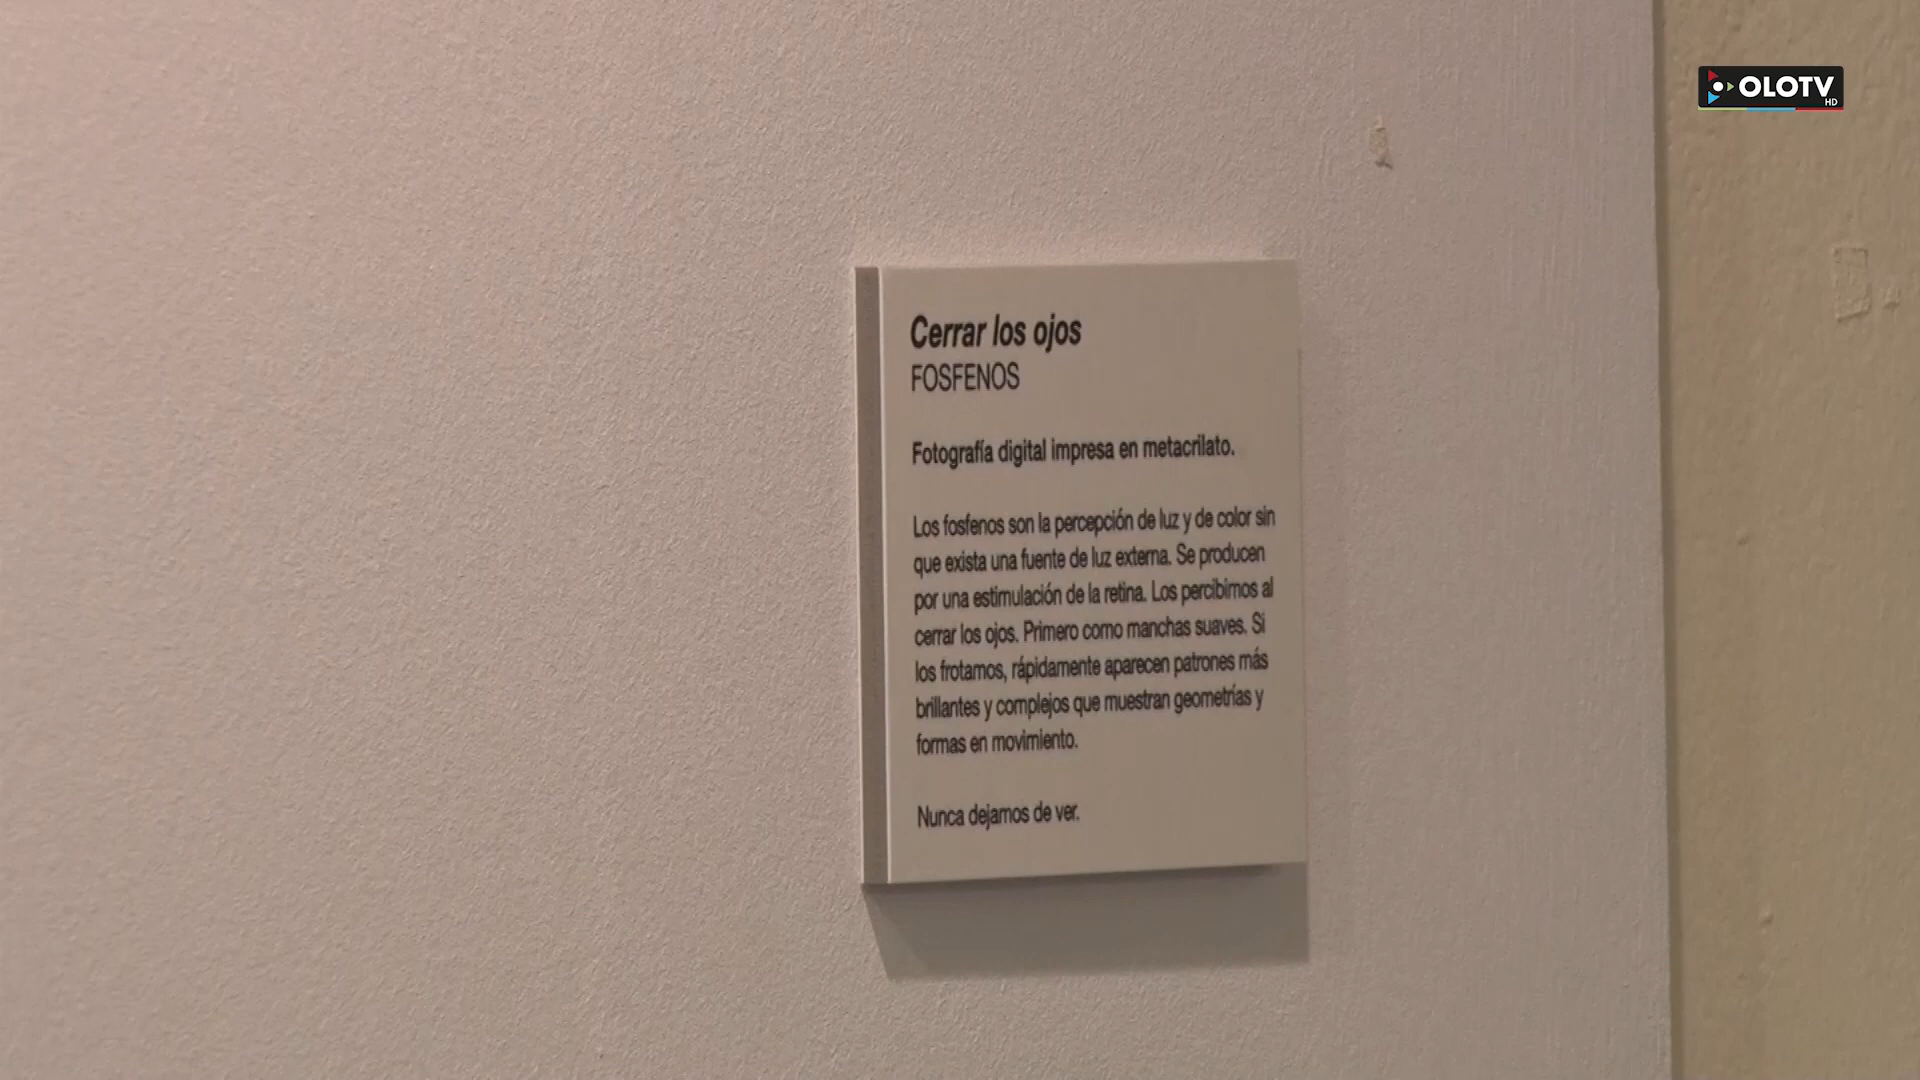 OLOTV
HD
Cerrar los ojos
FOSFENOS
Fotografía digital impresa en metacrilato.
Los fosfenos son la percepción de luz y de color sin
que exista una fuente de luz externa. Se producen
por una estimulación de la retina. Los percibimos al
cerrar los ojos. Primero como manchas suaves. Si
los frotamos, rápidamente aparecen patrones más
brillantes y complejos que muestran geometrías y
formas en movimiento.
Nunca dejamos de ver.